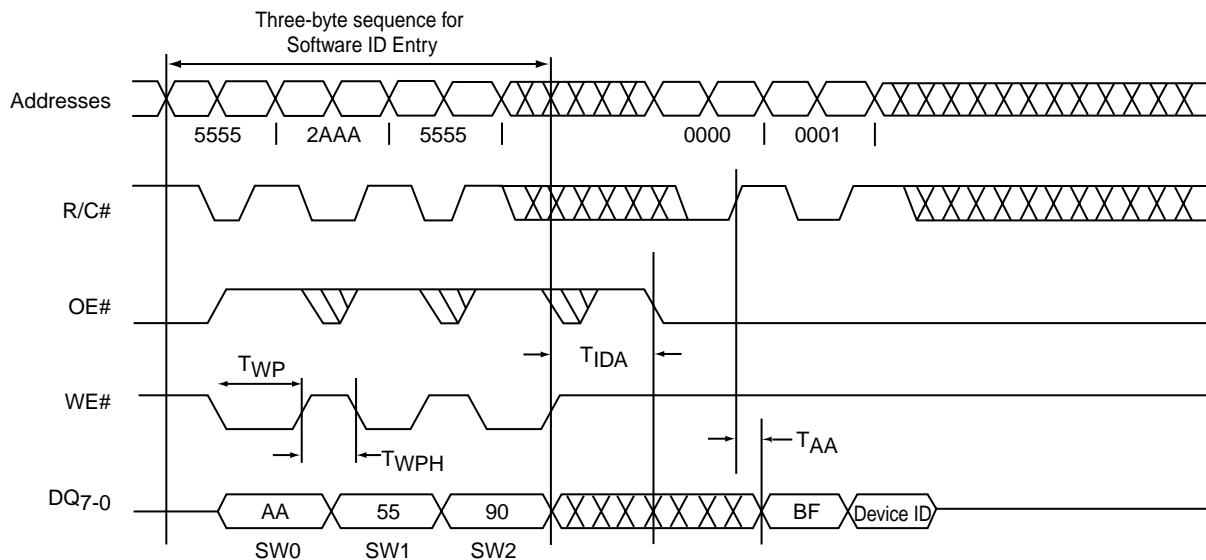 Three-byte sequence for
Software ID Entry
Addresses
5555 | 2AAA | 5555 | 0000 | 0001 |
R/C#
OE#
TIDA
TWP
WE#
TAA
TWPH
DQ7-0
AA 55 90 BF Device ID
SW0 SW1 SW2